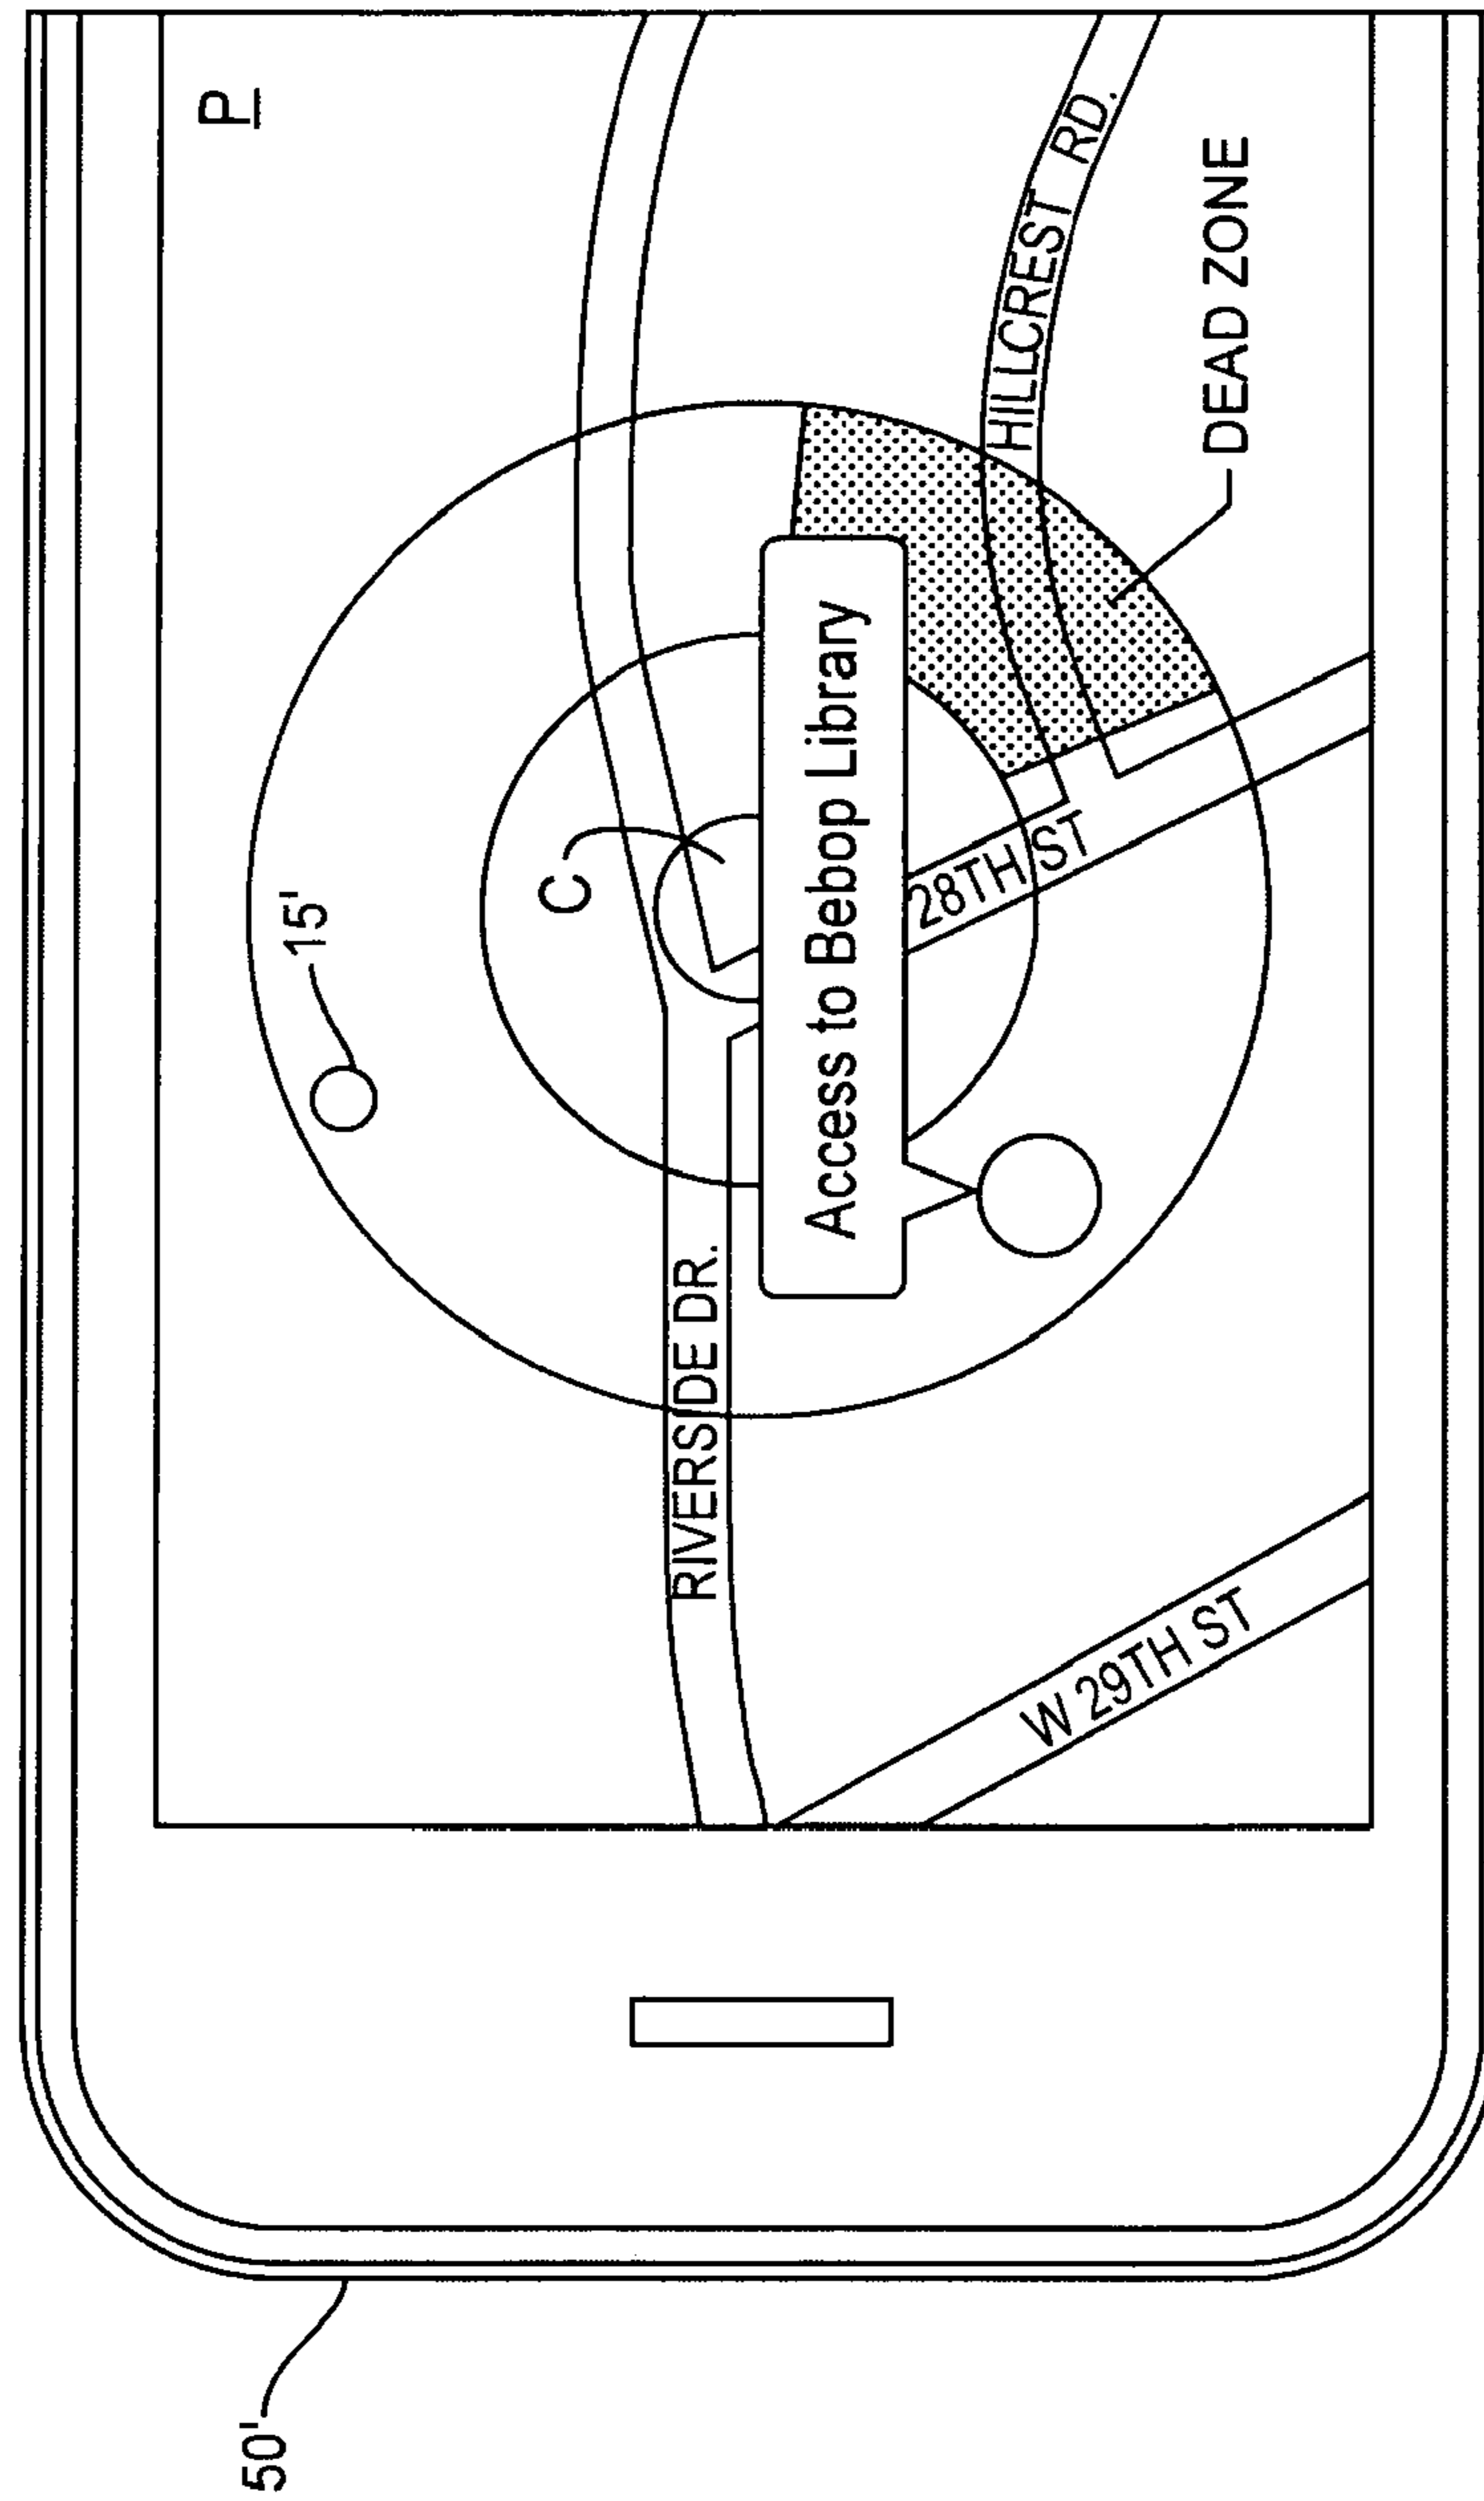 P
15'
C
HILLCREST RD.
DEAD ZONE
RIVERSIDE DR.
Access to Bebop Library
28TH ST
W 29TH ST
50'